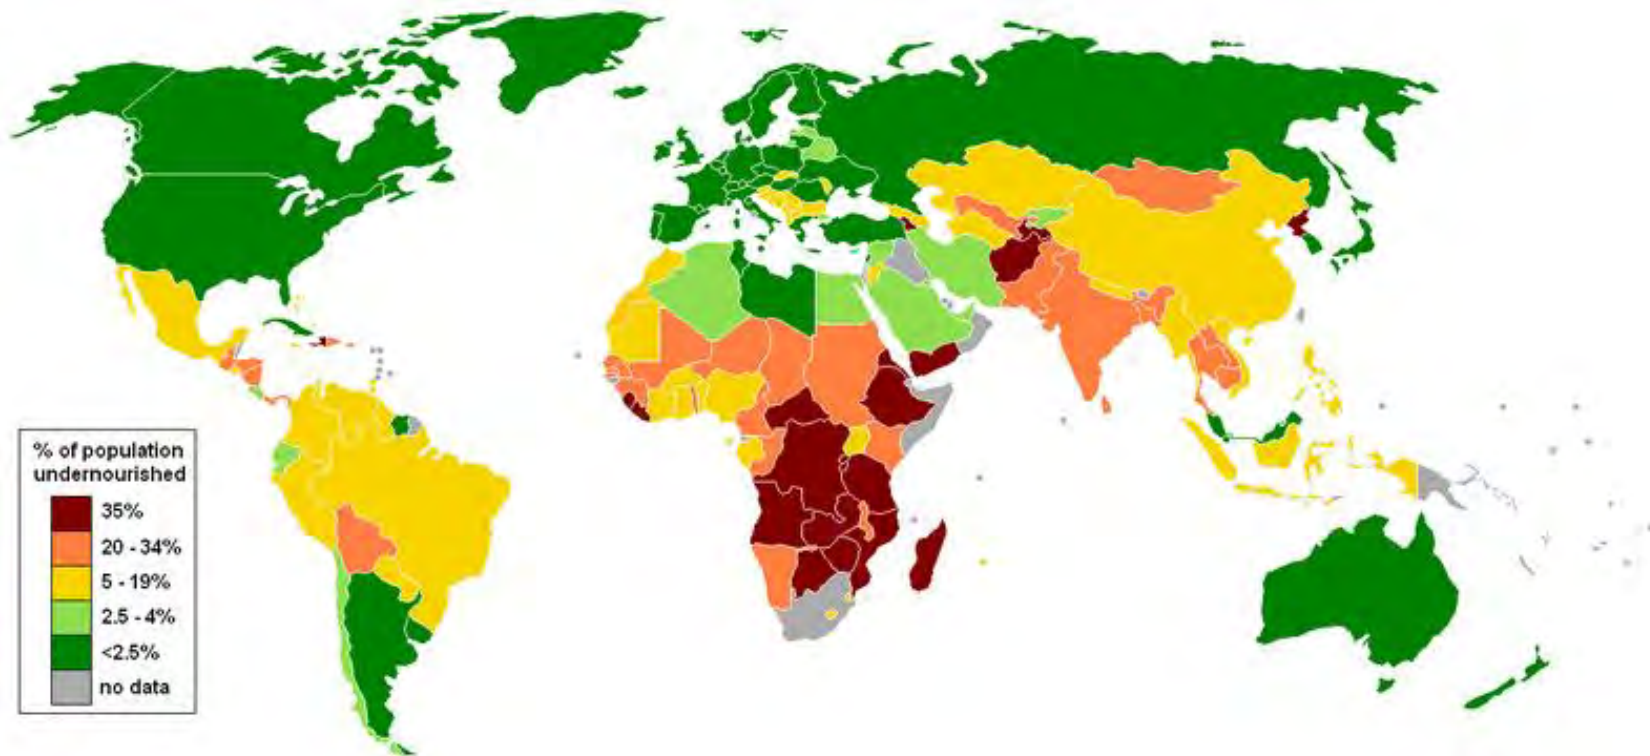 % of population
undernourished
35%
20 - 34%
5 - 19%
2.5 - 4%
<2.5%
no data